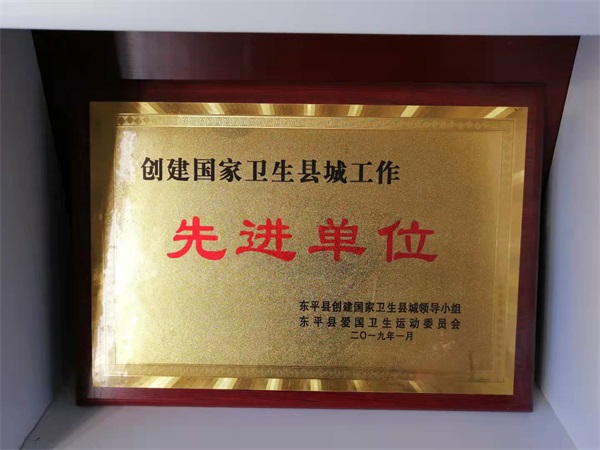 创建国家卫生县城工作
先进单位
东平县创建国家卫生县城领导小组
东平县爱国卫生运动委员会
二〇一九年一月